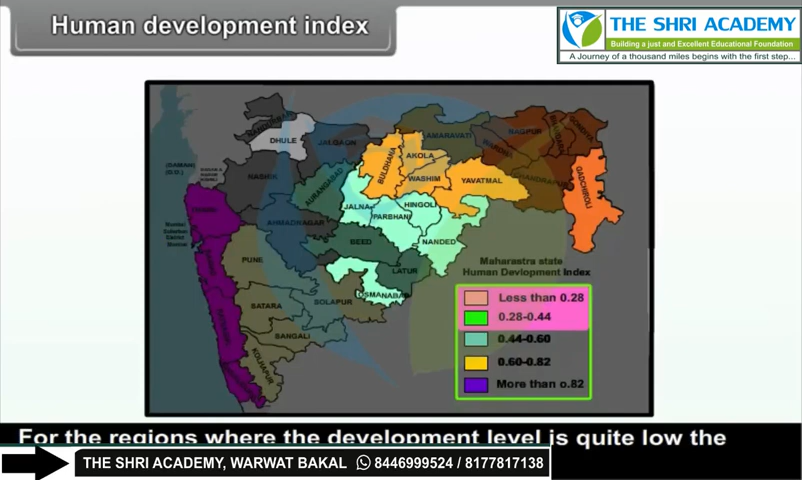 Human development index
THE SHRI ACADEMY
Building a just and Excellent Educational Foundation
A Journey of a thousand miles begins with the first step...
DHULE
JALGAON
NASHIK
AURANGABAD
BULDHANA
AKOLA
WASHIM
AMARAVATI
YAVATMAL
NAGPUR
CHANDRAPUR
GADCHIROLI
JALNA
HINGOLI
PARBHANI
NANDED
AHMADNAGAR
BEED
LATUR
OSMANABAD
PUNE
SATARA
SOLAPUR
SANGALI
KOLHAPUR
Maharastra state
Human Devlopment Index
Less than 0.28
0.28-0.44
0.44-0.60
0.60-0.82
More than 0.82
For the regions where the development level is quite low the
THE SHRI ACADEMY, WARWAT BAKAL 8446999524 / 8177817138